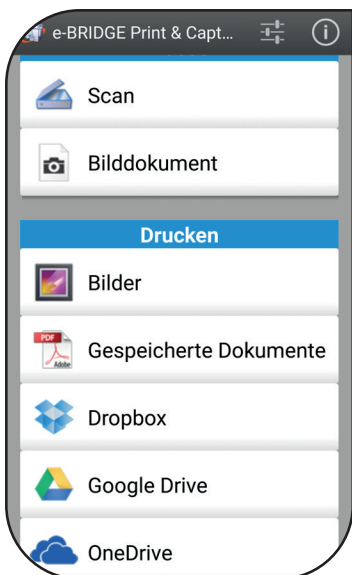 e-BRIDGE Print & Capt...
Scan
Bilddokument
Drucken
Bilder
PDF
Adobe
Gespeicherte Dokumente
Dropbox
Google Drive
OneDrive